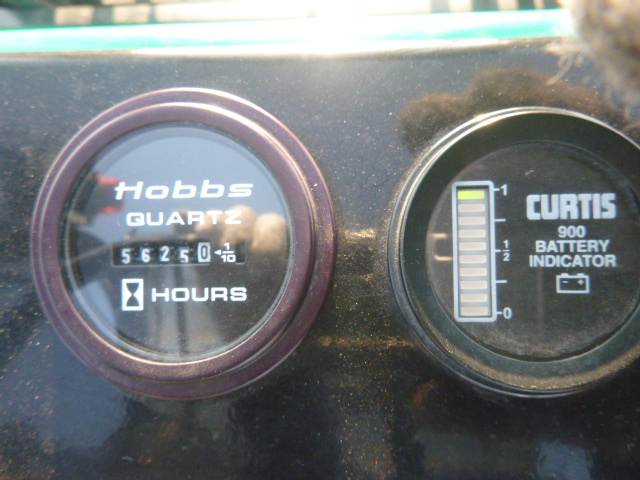 Hobbs
QUARTZ
56250 1/10
HOURS
1
1/2
0
CURTIS
900
BATTERY
INDICATOR
- +